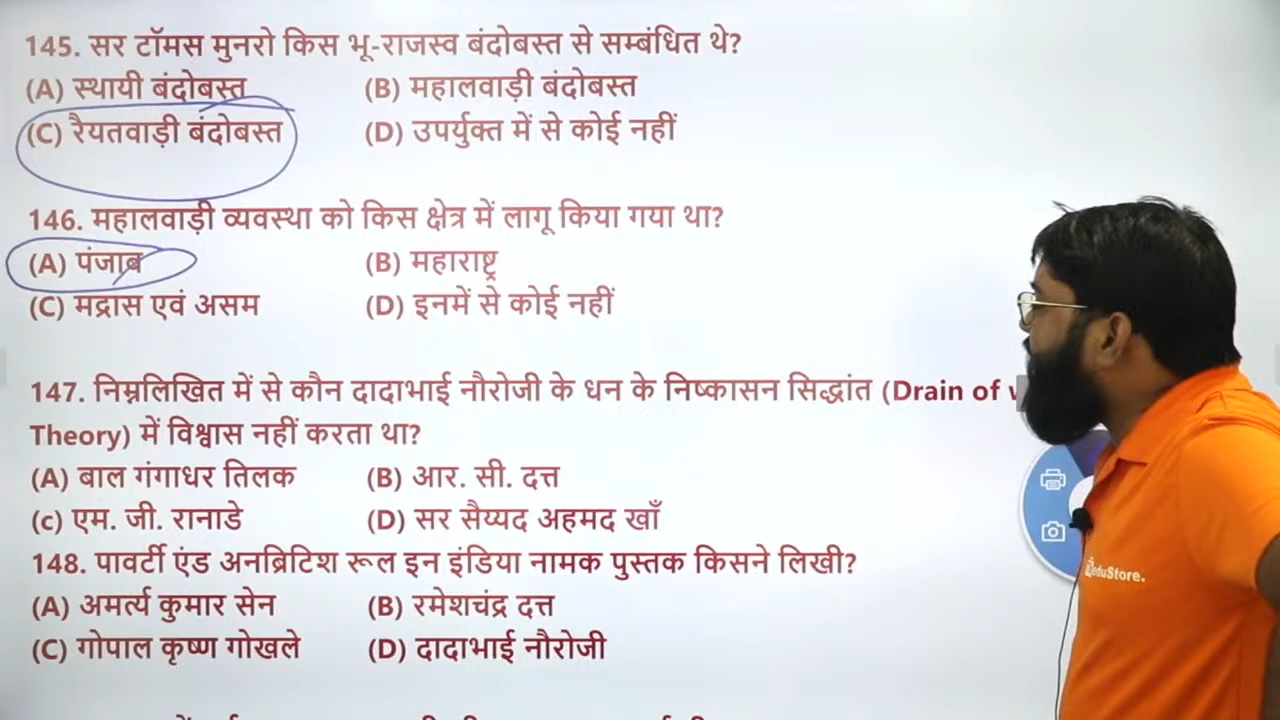 145. सर टॉमस मुनरो किस भू-राजस्व बंदोबस्त से सम्बंधित थे?
(A) स्थायी बंदोबस्त (B) महालवाड़ी बंदोबस्त
(C) रैयतवाड़ी बंदोबस्त (D) उपर्युक्त में से कोई नहीं
146. महालवाड़ी व्यवस्था को किस क्षेत्र में लागू किया गया था?
(A) पंजाब (B) महाराष्ट्र
(C) मद्रास एवं असम (D) इनमें से कोई नहीं
147. निम्नलिखित में से कौन दादाभाई नौरोजी के धन के निष्कासन सिद्धांत (Drain of
Theory) में विश्वास नहीं करता था?
(A) बाल गंगाधर तिलक (B) आर. सी. दत्त
(c) एम. जी. रानाडे (D) सर सैय्यद अहमद खाँ
148. पावर्टी एंड अनब्रिटिश रूल इन इंडिया नामक पुस्तक किसने लिखी?
(A) अमर्त्य कुमार सेन (B) रमेशचंद्र दत्त
(C) गोपाल कृष्ण गोखले (D) दादाभाई नौरोजी
eduStore.